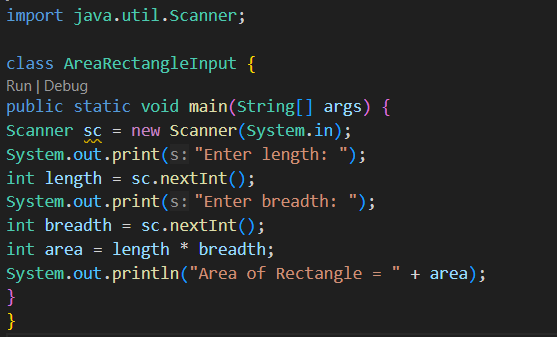 import java.util.Scanner;
class AreaRectangleInput {
Run | Debug
public static void main(String[] args) {
Scanner sc = new Scanner(System.in);
System.out.print(s: "Enter length: ");
int length = sc.nextInt();
System.out.print(s: "Enter breadth: ");
int breadth = sc.nextInt();
int area = length * breadth;
System.out.println("Area of Rectangle = " + area);
}
}